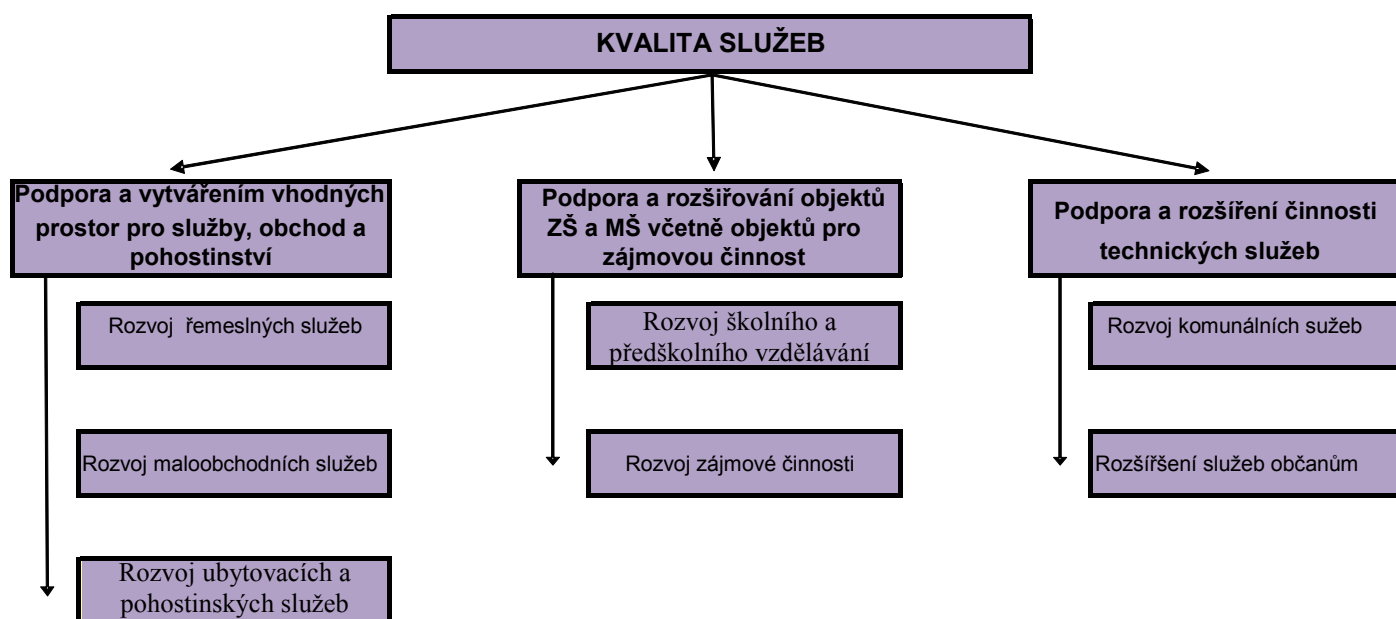 KVALITA SLUŽEB
Podpora a vytvářením vhodných
prostor pro služby, obchod a
pohostinství
Podpora a rozšiřování objektů
ZŠ a MŠ včetně objektů pro
zájmovou činnost
Podpora a rozšíření činnosti
technických služeb
Rozvoj řemeslných služeb
Rozvoj školního a
předškolního vzdělávání
Rozvoj komunálních sužeb
Rozvoj maloobchodních služeb
Rozvoj zájmové činnosti
Rozšíršení služeb občanům
Rozvoj ubytovacích a
pohostinských služeb